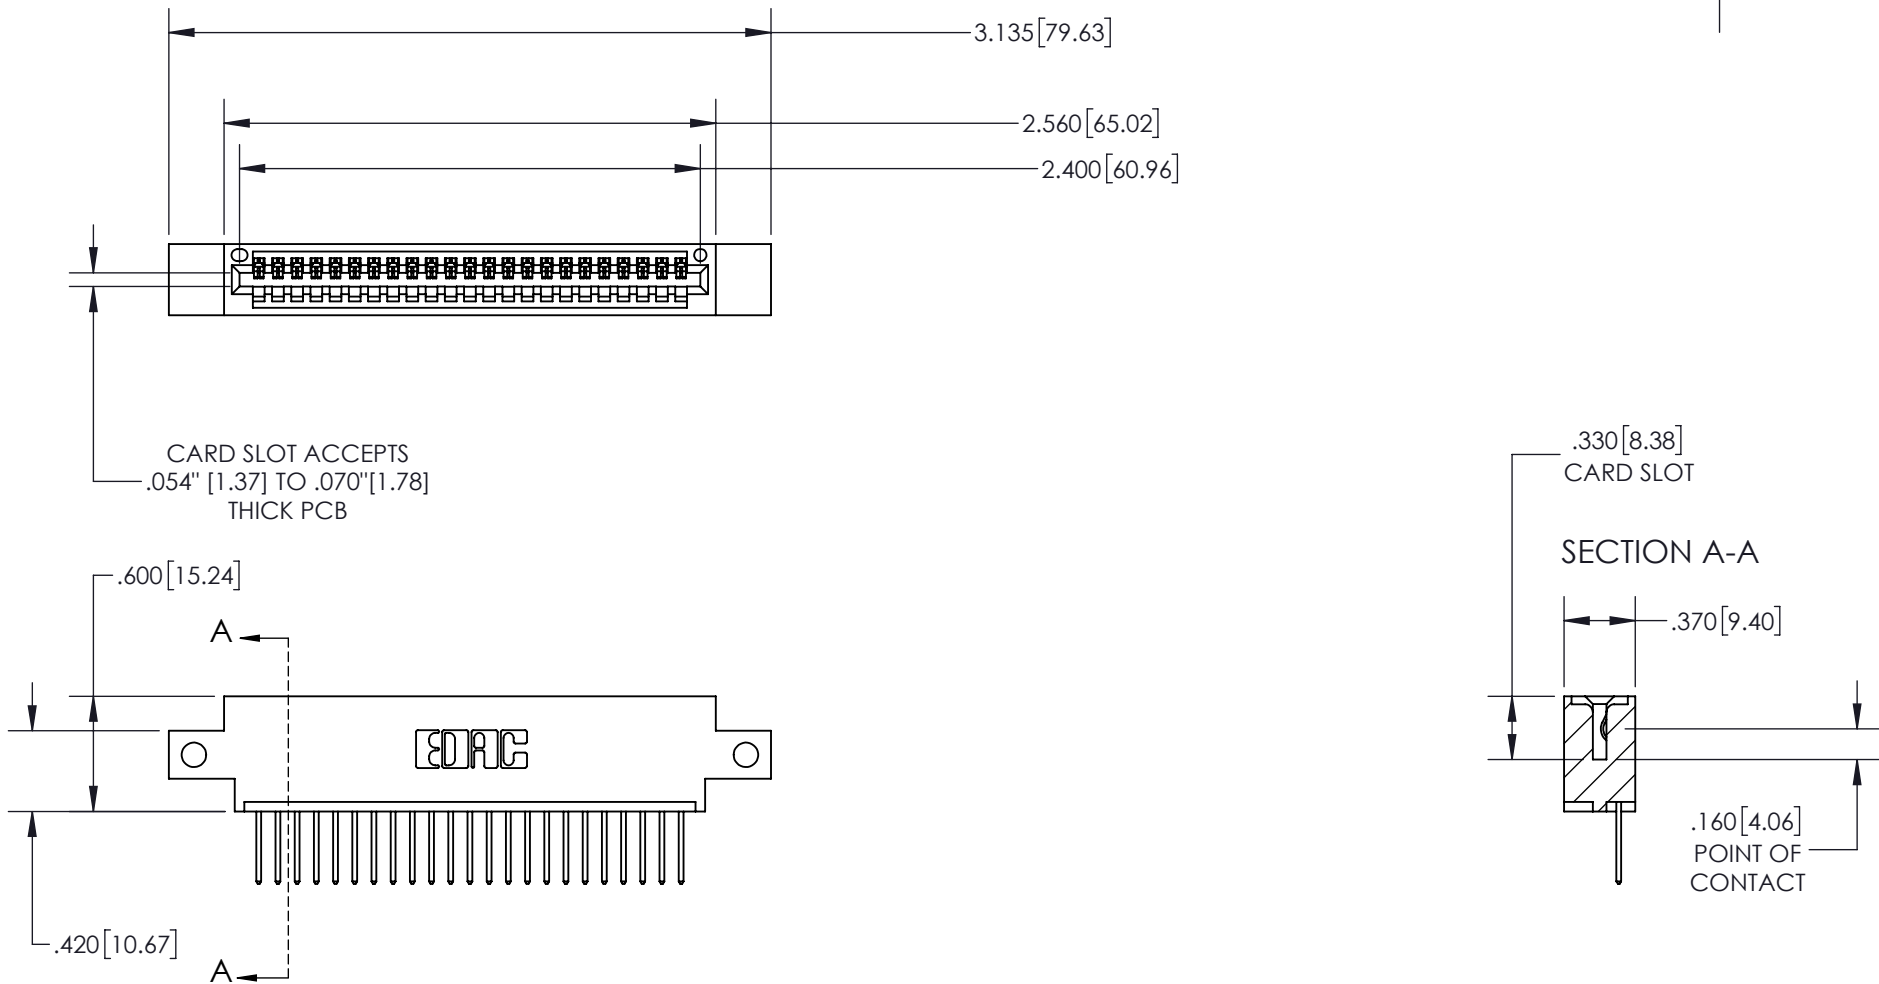 3.135[79.63]
2.560[65.02]
2.400[60.96]
CARD SLOT ACCEPTS
.054" [1.37] TO .070"[1.78]
THICK PCB
.330[8.38]
CARD SLOT
SECTION A-A
.600[15.24]
A
.370[9.40]
EDAC
.160[4.06]
POINT OF
CONTACT
.420[10.67]
A